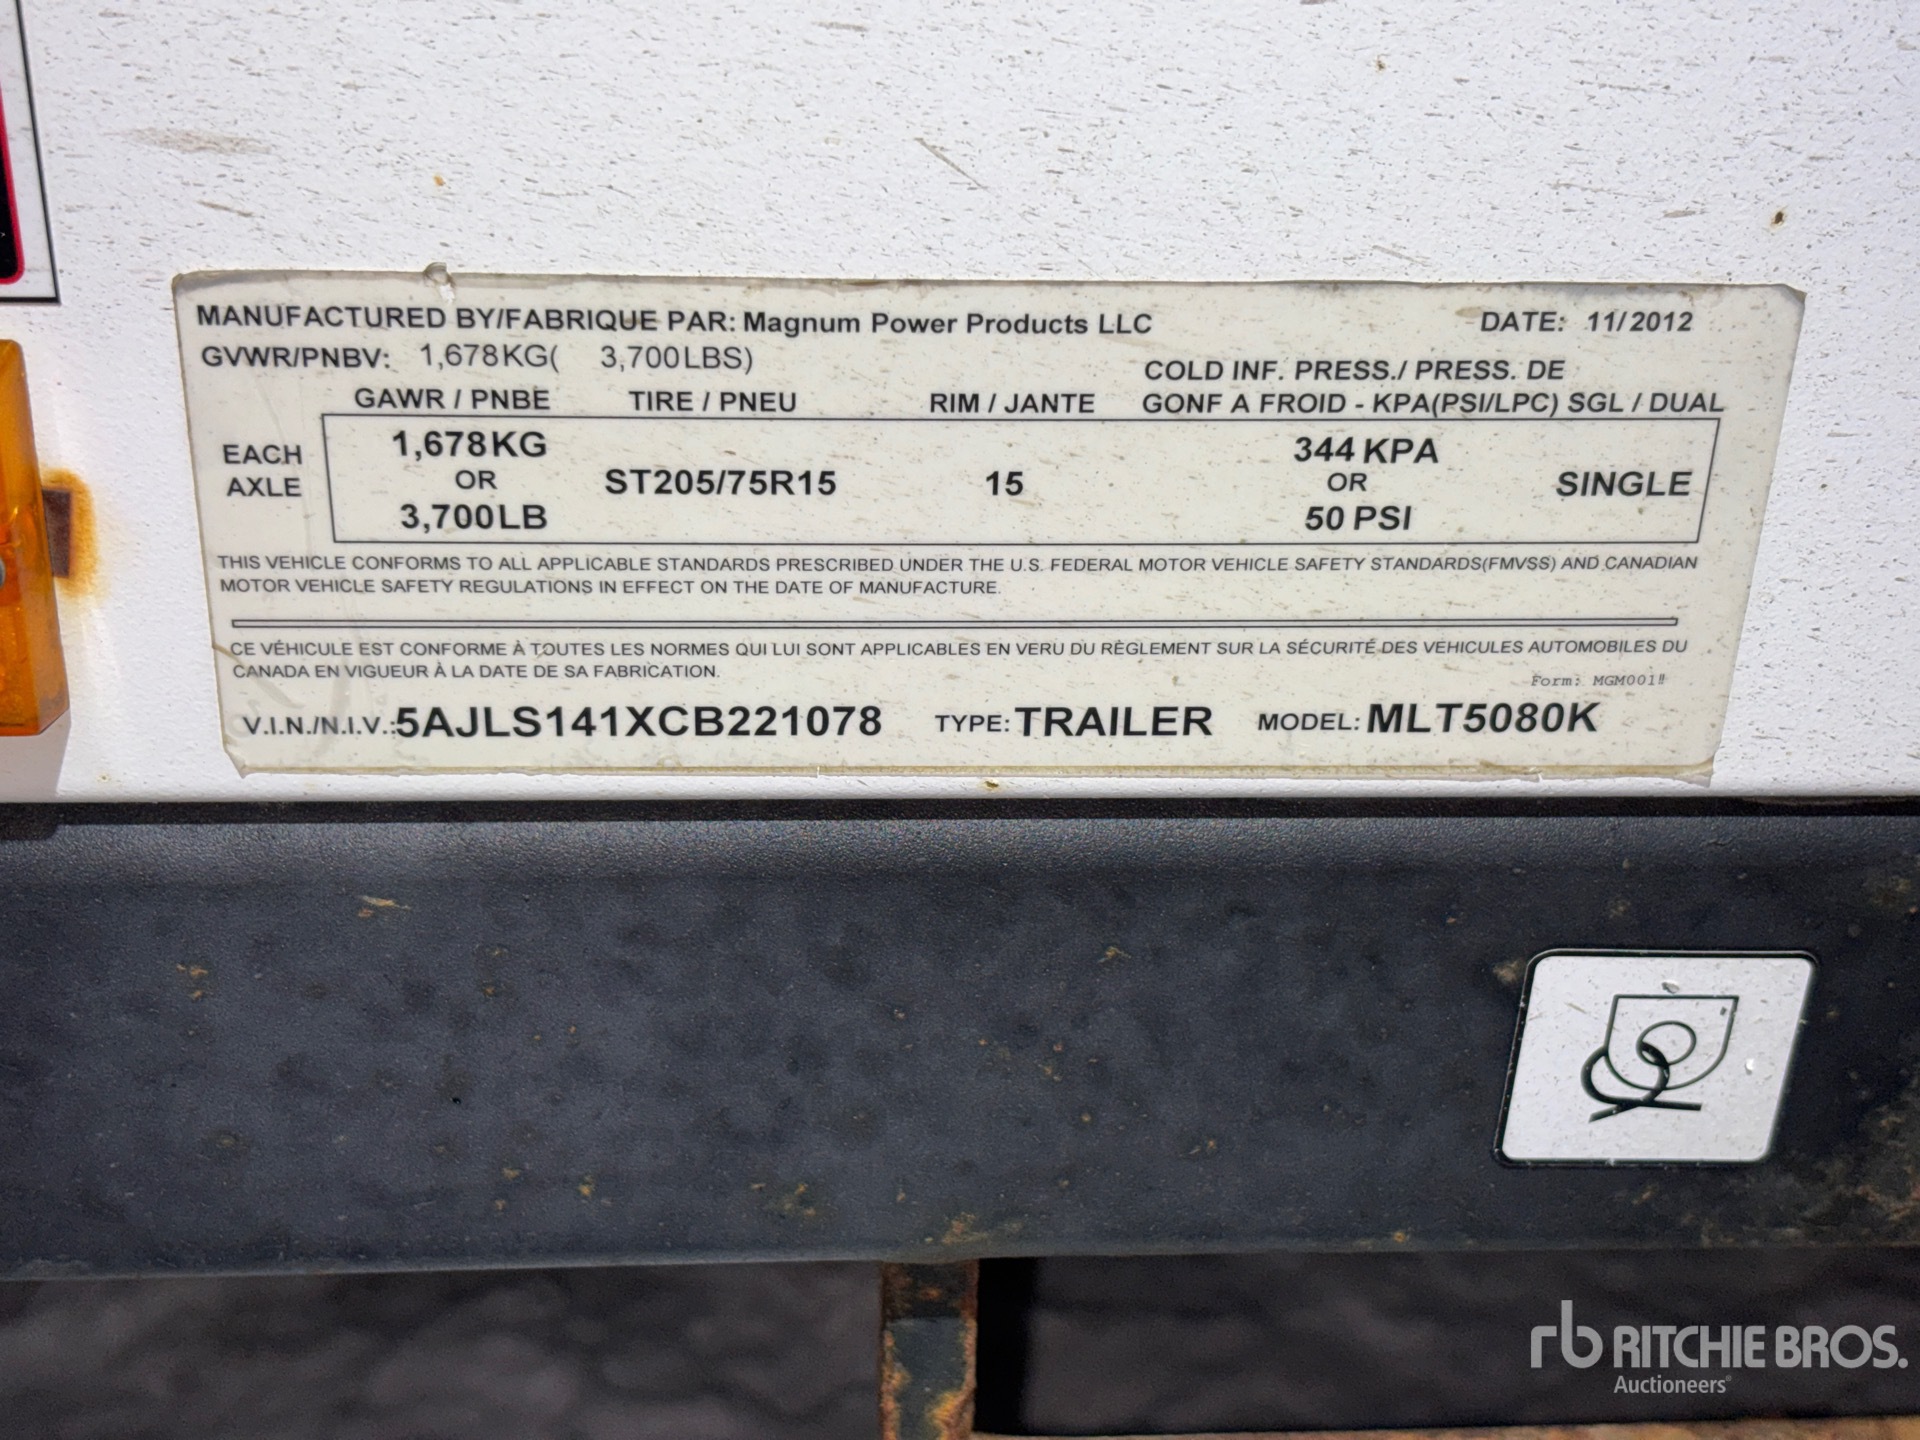 MANUFACTURED BY/FABRIQUE PAR: Magnum Power Products LLC DATE: 11/2012
GVWR/PNBV: 1,678KG( 3,700LBS)
COLD INF. PRESS./ PRESS. DE
GAWR / PNBE TIRE / PNEU RIM / JANTE GONF A FROID - KPA(PSI/LPC) SGL / DUAL
EACH AXLE 1,678KG OR 3,700LB ST205/75R15 15 344 KPA OR 50 PSI SINGLE
THIS VEHICLE CONFORMS TO ALL APPLICABLE STANDARDS PRESCRIBED UNDER THE U.S. FEDERAL MOTOR VEHICLE SAFETY STANDARDS(FMVSS) AND CANADIAN
MOTOR VEHICLE SAFETY REGULATIONS IN EFFECT ON THE DATE OF MANUFACTURE.
CE VÉHICULE EST CONFORME À TOUTES LES NORMES QUI LUI SONT APPLICABLES EN VERU DU RÈGLEMENT SUR LA SÉCURITÉ DES VEHICULES AUTOMOBILES DU
CANADA EN VIGUEUR À LA DATE DE SA FABRICATION.
Form: MGM001
V.I.N./N.I.V.:5AJLS141XCB221078 TYPE: TRAILER MODEL: MLT5080K
rb RITCHIE BROS.
Auctioneers